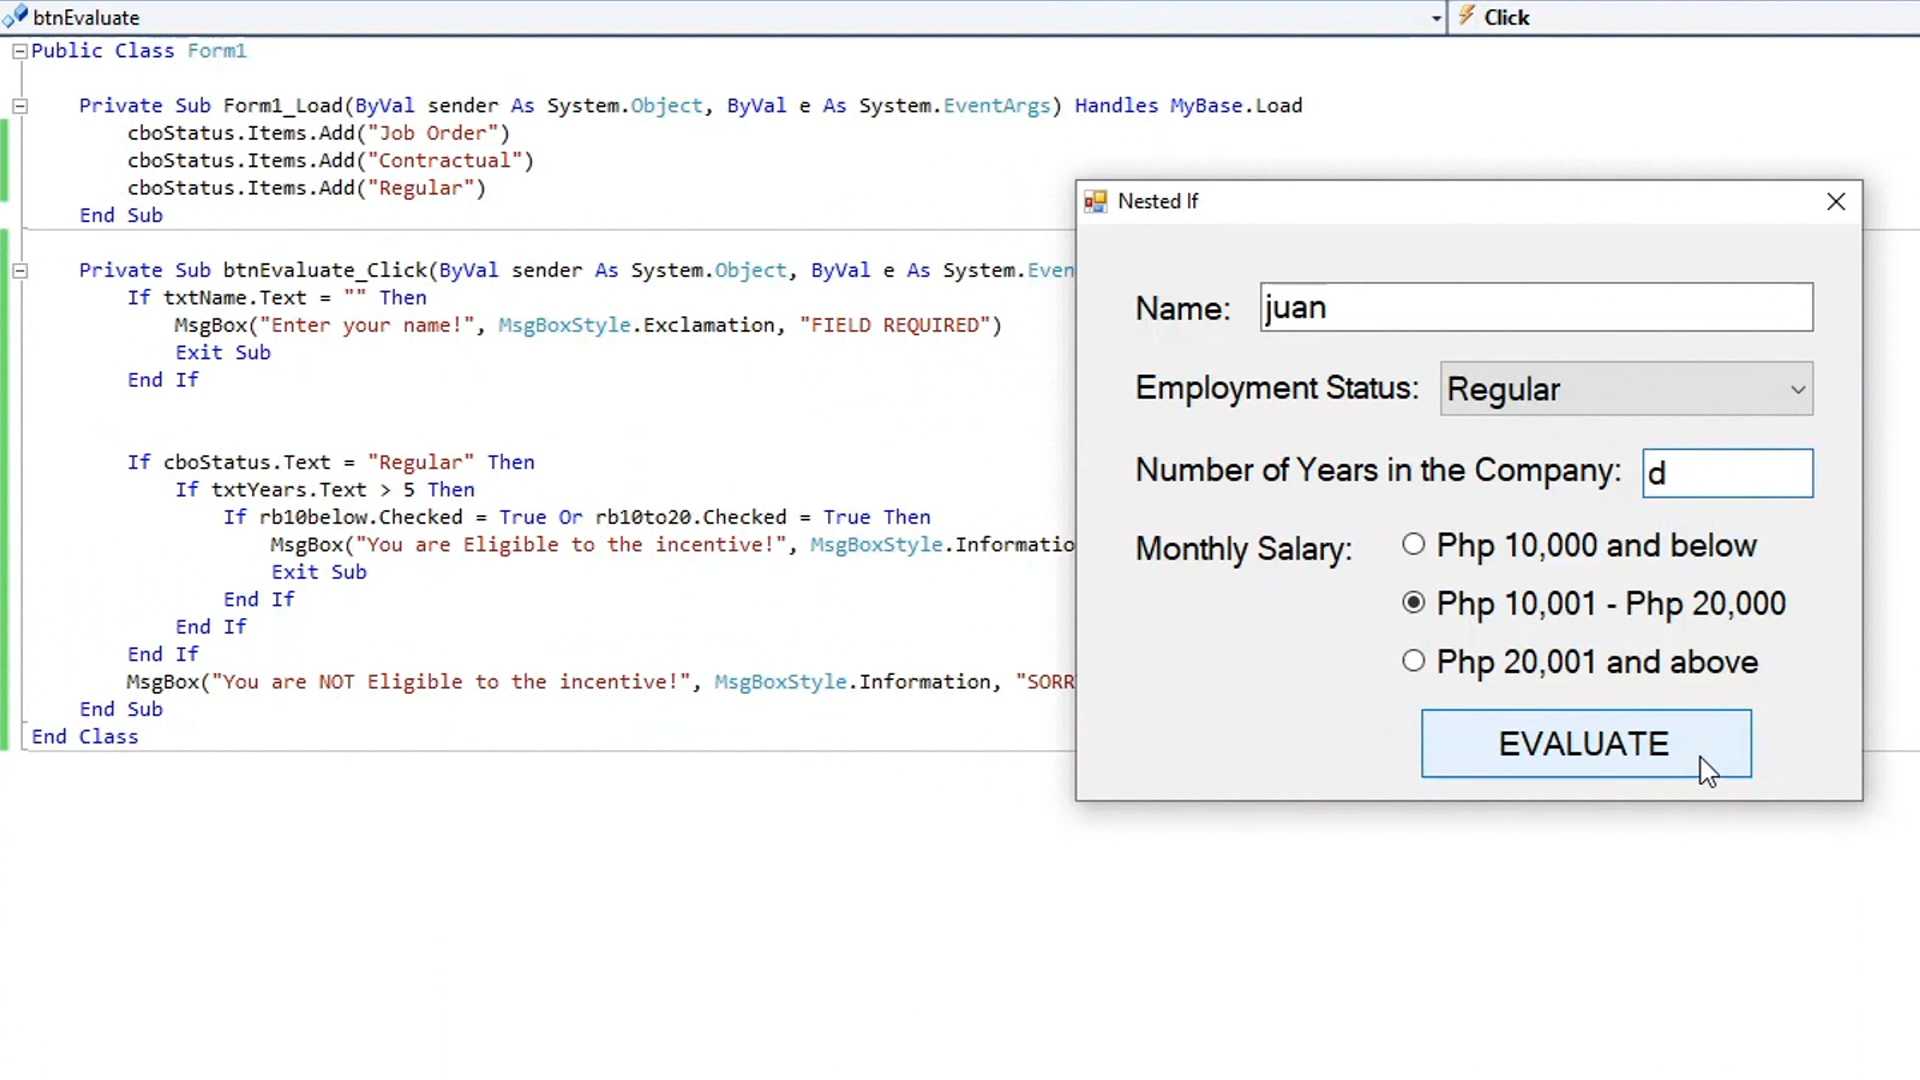 btnEvaluate
Click
Public Class Form1
Private Sub Form1_Load(ByVal sender As System.Object, ByVal e As System.EventArgs) Handles MyBase.Load
cboStatus.Items.Add("Job Order")
cboStatus.Items.Add("Contractual")
cboStatus.Items.Add("Regular")
End Sub
Private Sub btnEvaluate_Click(ByVal sender As System.Object, ByVal e As System.Even
If txtName.Text = "" Then
MsgBox("Enter your name!", MsgBoxStyle.Exclamation, "FIELD REQUIRED")
Exit Sub
End If
If cboStatus.Text = "Regular" Then
If txtYears.Text > 5 Then
If rb10below.Checked = True Or rb10to20.Checked = True Then
MsgBox("You are Eligible to the incentive!", MsgBoxStyle.Informatio
Exit Sub
End If
End If
End If
MsgBox("You are NOT Eligible to the incentive!", MsgBoxStyle.Information, "SORR
End Sub
End Class
Nested If
Name: juan
Employment Status: Regular
Number of Years in the Company: d
Monthly Salary: Php 10,000 and below
Php 10,001 - Php 20,000
Php 20,001 and above
EVALUATE